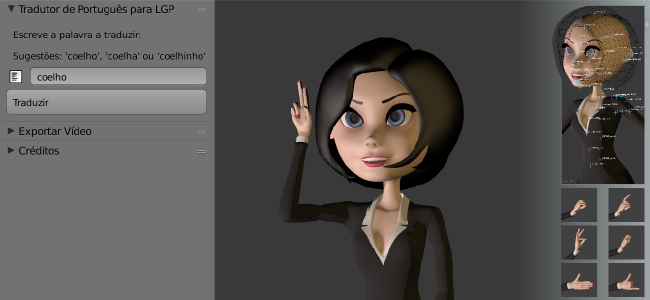 Tradutor de Português para LGP
Escreve a palavra a traduzir:
Sugestões: 'coelho', 'coelha' ou 'coelhinho'
coelho
Traduzir
Exportar Vídeo
Créditos